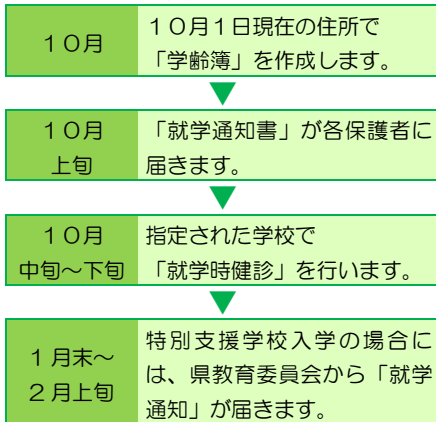 10月
10月1日現在の住所で
「学齢簿」を作成します。
10月
上旬
「就学通知書」が各保護者に
届きます。
10月
中旬~下旬
指定された学校で
「就学時健診」を行います。
1月末~
2月上旬
特別支援学校入学の場合に
は、県教育委員会から「就学
通知」が届きます。